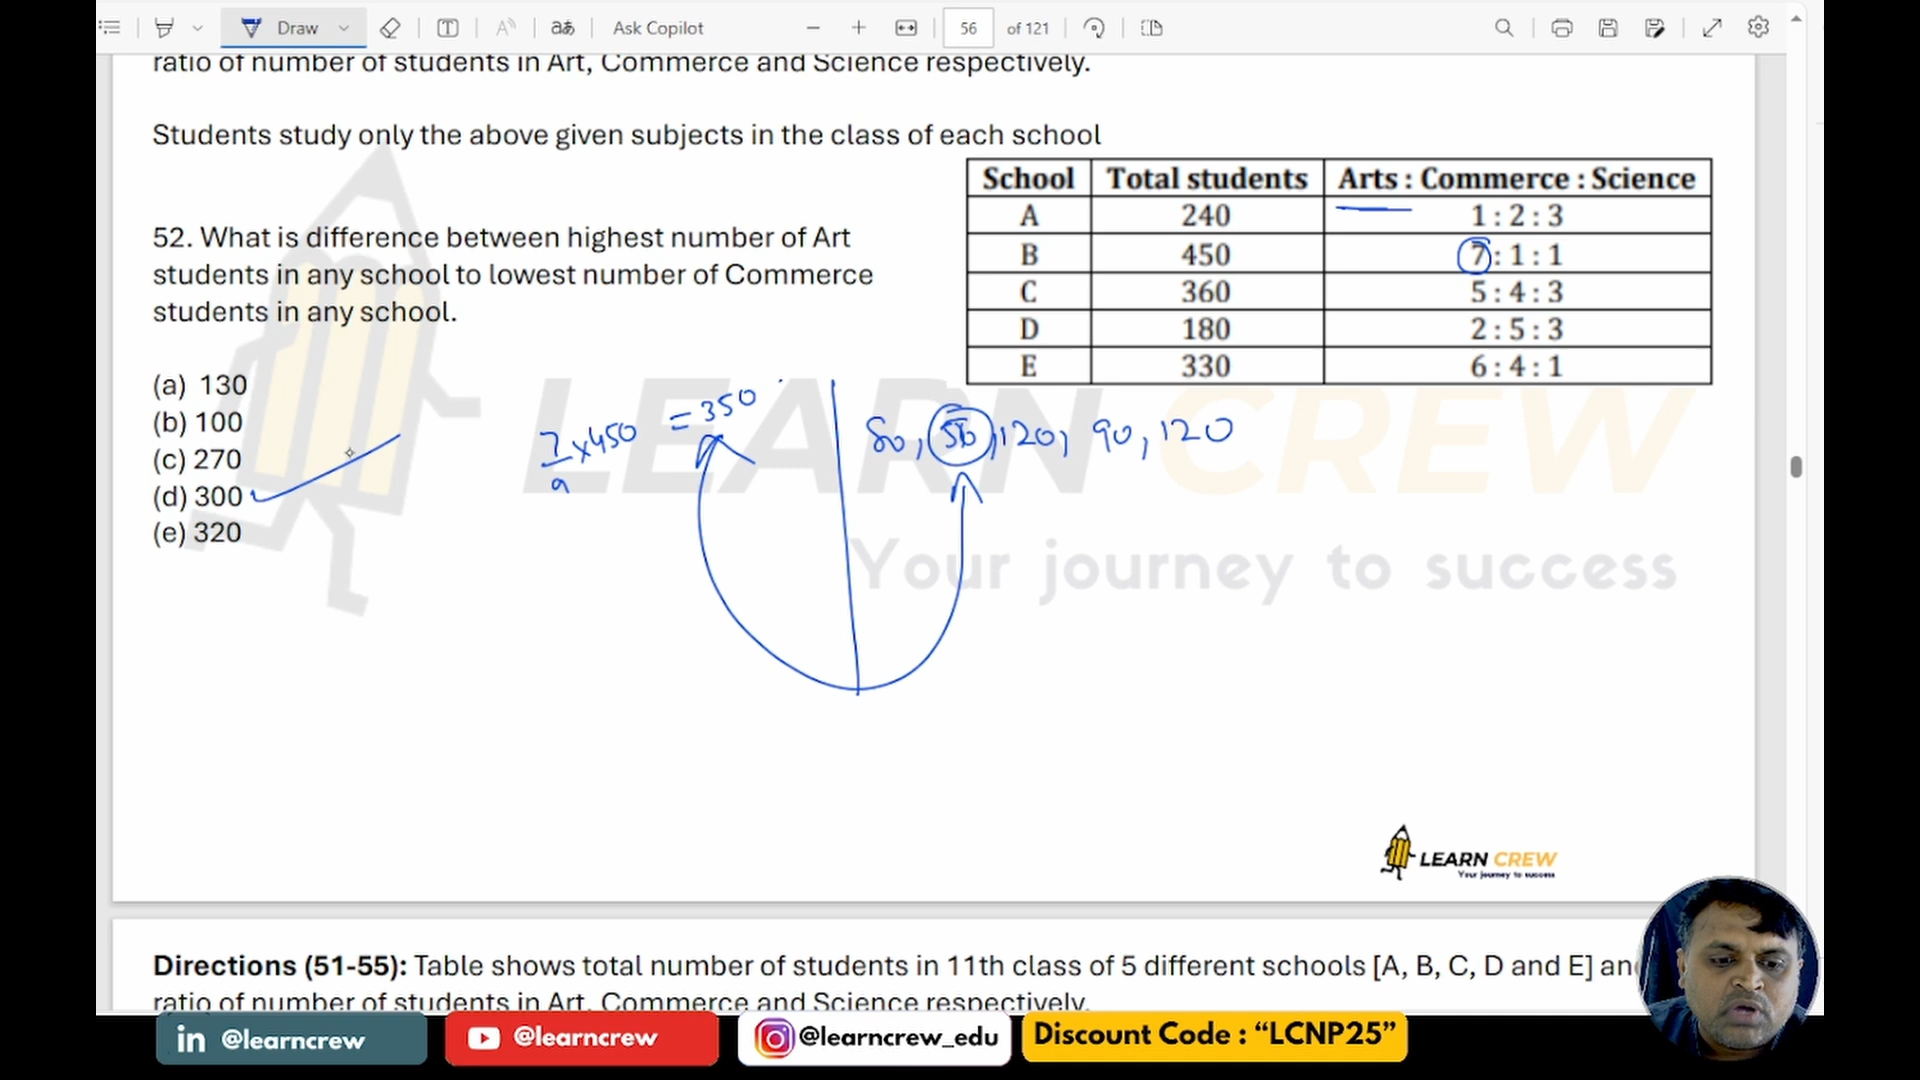 Draw
Ask Copilot
56 of 121
ratio of number of students in Art, Commerce and Science respectively.
Students study only the above given subjects in the class of each school
School Total students Arts : Commerce : Science
A 240 1 : 2 : 3
B 450 7 : 1 : 1
C 360 5 : 4 : 3
D 180 2 : 5 : 3
E 330 6 : 4 : 1
52. What is difference between highest number of Art
students in any school to lowest number of Commerce
students in any school.
(a) 130
(b) 100
(c) 270
(d) 300
(e) 320
7/9 × 450 = 350
80, 50, 120, 90, 120
LEARN CREW
Your journey to success
LEARN CREW
Your journey to success
Directions (51-55): Table shows total number of students in 11th class of 5 different schools [A, B, C, D and E] an
ratio of number of students in Art, Commerce and Science respectively.
in @learncrew
@learncrew
@learncrew_edu
Discount Code : “LCNP25”